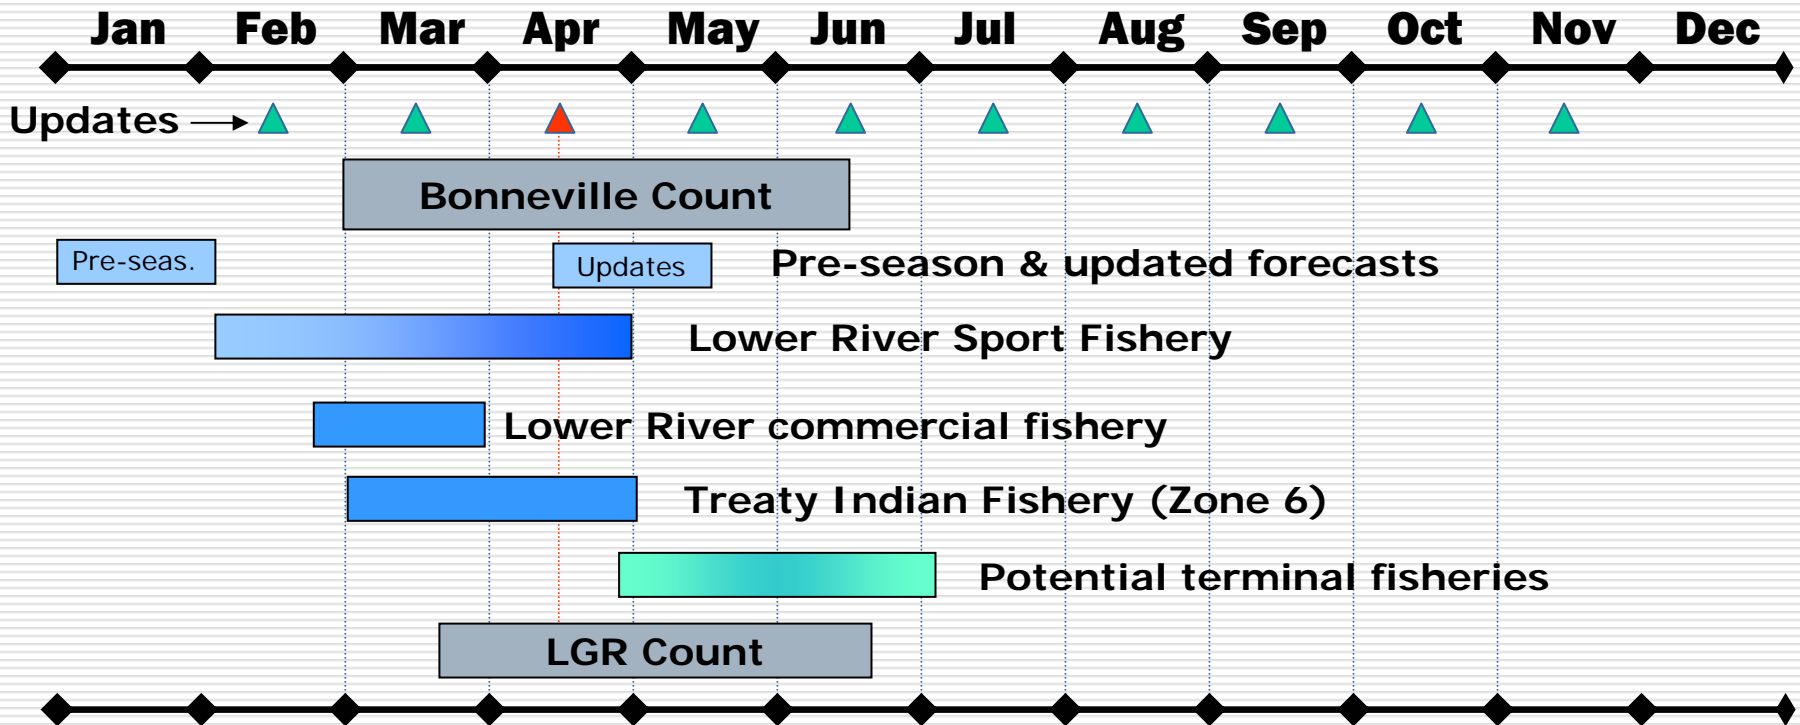 Jan Feb Mar Apr May Jun Jul Aug Sep Oct Nov Dec
Updates
Bonneville Count
Pre-seas. Updates Pre-season & updated forecasts
Lower River Sport Fishery
Lower River commercial fishery
Treaty Indian Fishery (Zone 6)
Potential terminal fisheries
LGR Count